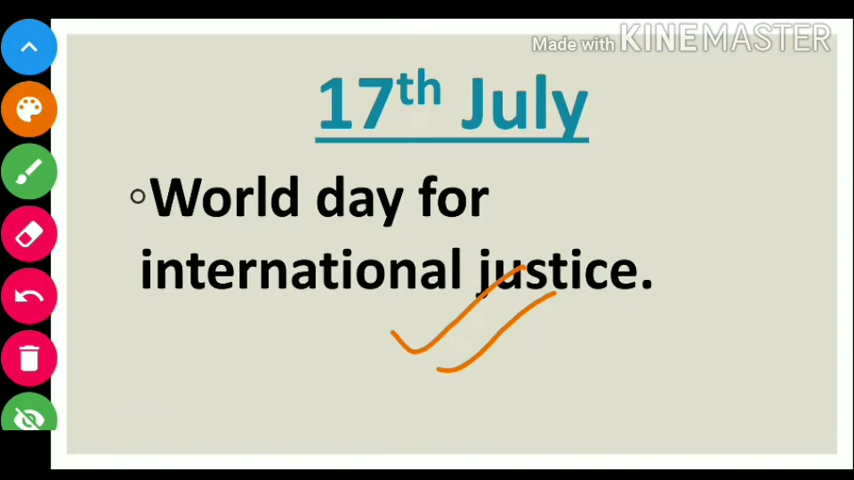 Made with KINEMASTER
17th July
◦World day for
international justice.